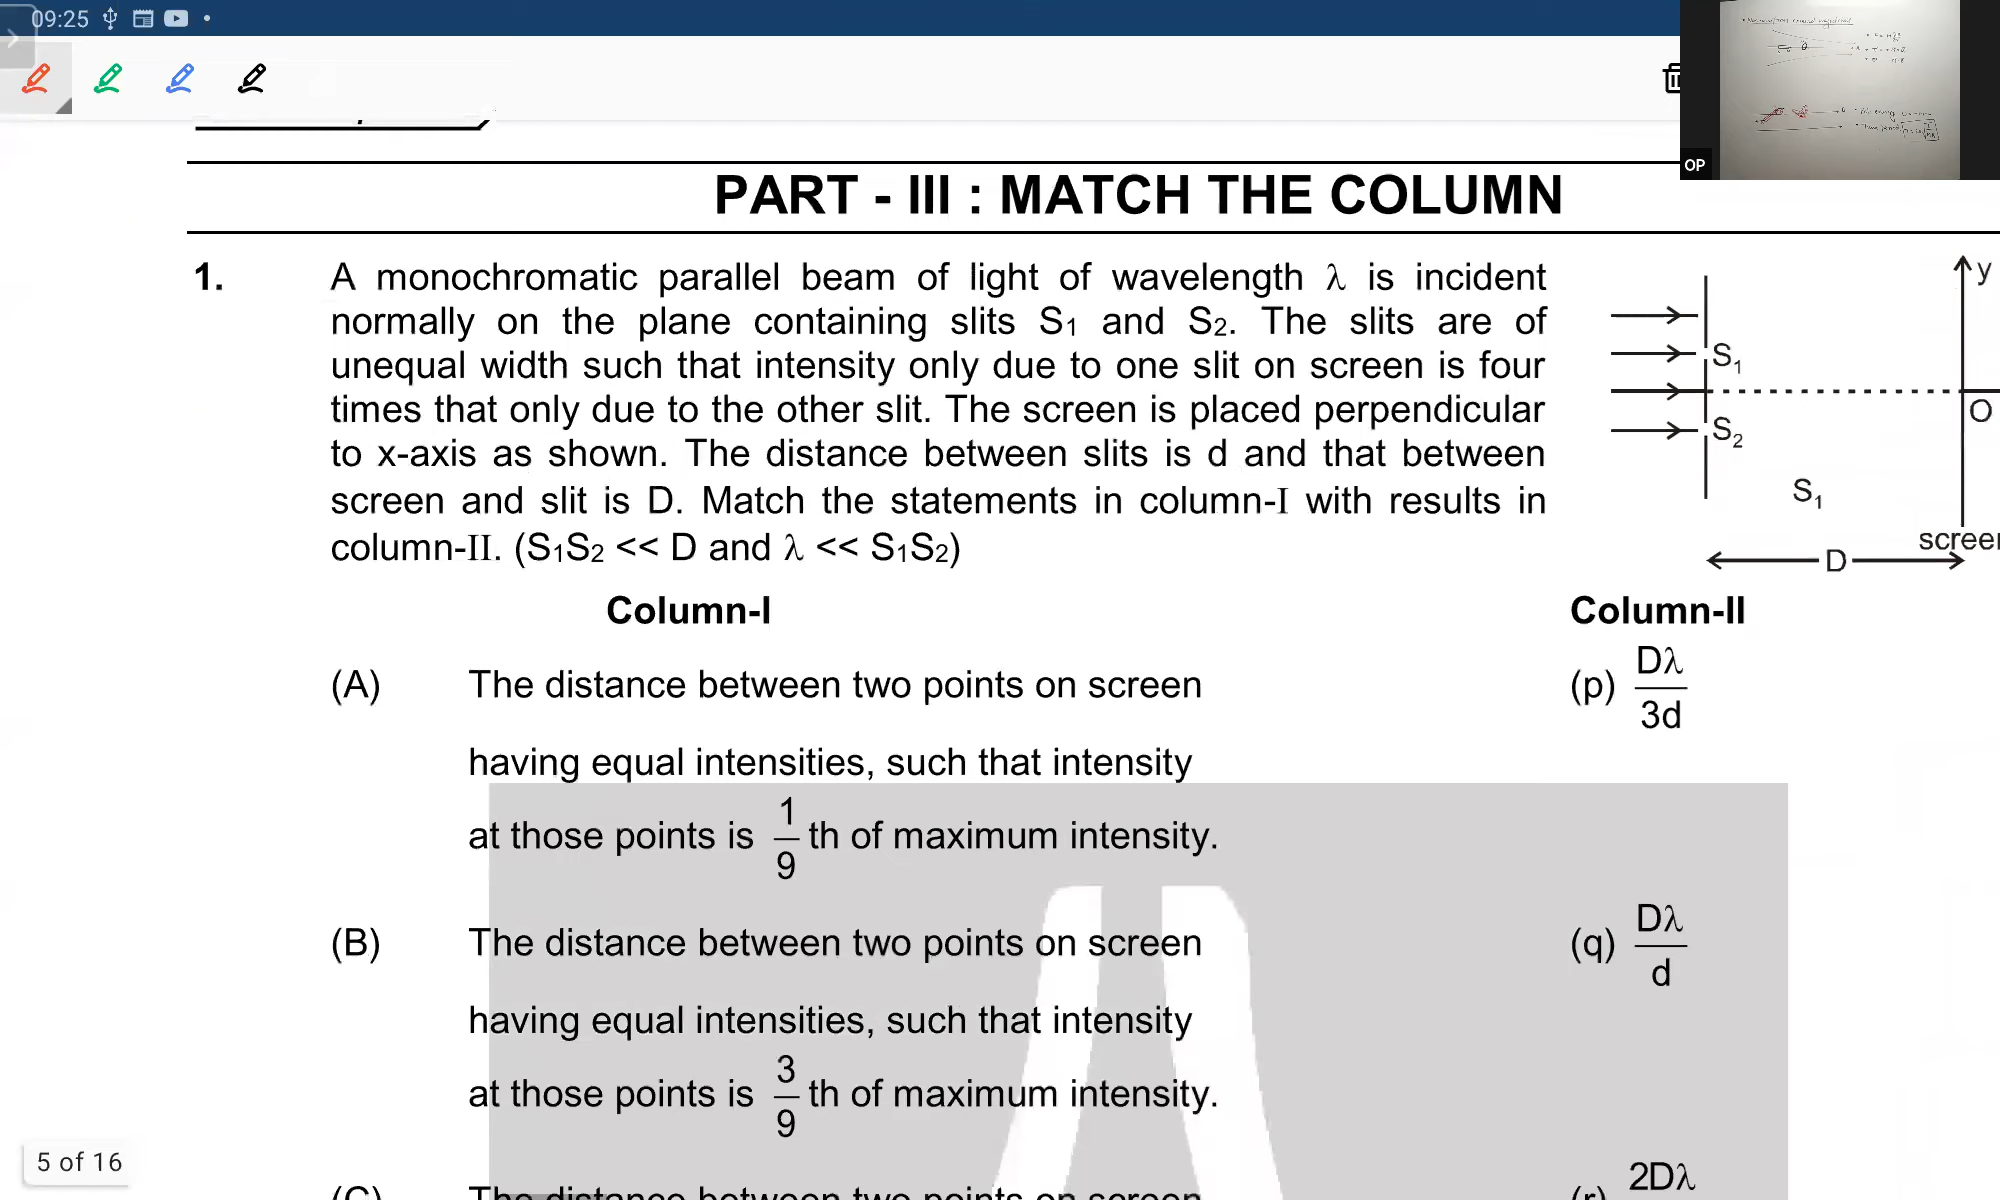 09:25
OP
PART - III : MATCH THE COLUMN
1. A monochromatic parallel beam of light of wavelength λ is incident
normally on the plane containing slits S1 and S2. The slits are of
unequal width such that intensity only due to one slit on screen is four
times that only due to the other slit. The screen is placed perpendicular
to x-axis as shown. The distance between slits is d and that between
screen and slit is D. Match the statements in column-I with results in
column-II. (S1S2 << D and λ << S1S2)
y
S1
O
S2
S1
screen
D
Column-I Column-II
(A) The distance between two points on screen (p) Dλ/3d
having equal intensities, such that intensity
at those points is 1/9 th of maximum intensity.
(B) The distance between two points on screen (q) Dλ/d
having equal intensities, such that intensity
at those points is 3/9 th of maximum intensity.
(C) The distance between two points on screen (r) 2Dλ
5 of 16